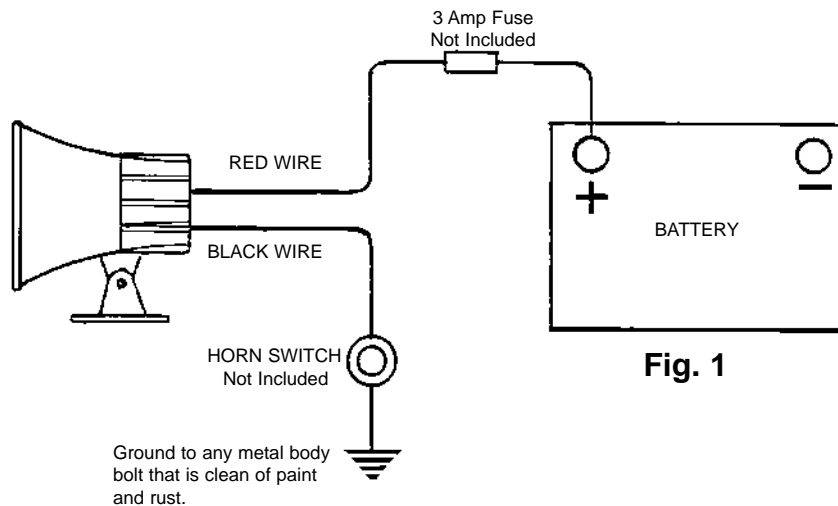 3 Amp Fuse
Not Included
RED WIRE
+
−
BATTERY
BLACK WIRE
HORN SWITCH
Not Included
Fig. 1
Ground to any metal body
bolt that is clean of paint
and rust.